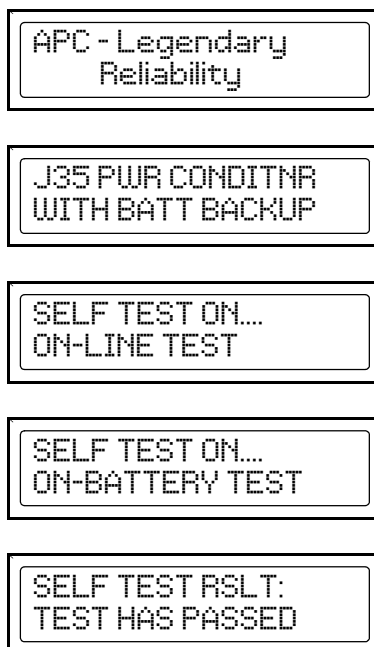 APC - Legendary
Reliability
J35 PWR CONDITNR
WITH BATT BACKUP
SELF TEST ON....
ON-LINE TEST
SELF TEST ON....
ON-BATTERY TEST
SELF TEST RSLT:
TEST HAS PASSED